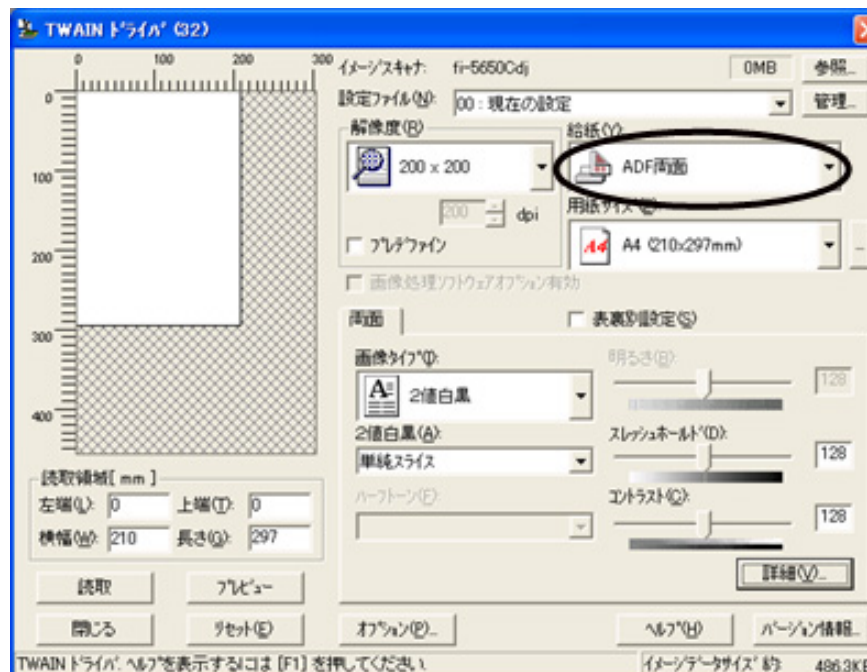 TWAIN ドライバ (32)
0 100 200 300
0
100
200
300
400
イメージスキャナ: fi-5650Cdj 0MB 参照...
設定ファイル(N): 00 : 現在の設定 管理...
解像度(R) 給紙(Y)
200 x 200 ADF両面
200 dpi 用紙サイズ
プレデファイン A4 (210x297mm) ...
画像処理ソフトウェアオプション有効
両面 表裏別設定(S)
画像タイプ(I): 明るさ(B):
2値白黒 128
2値白黒(A): スレッシュホールド(D):
単純スライス 128
ハーフトーン(F): コントラスト(C):
128
読取領域[ mm ]
左端(L): 0 上端(T): 0
横幅(W): 210 長さ(G): 297
詳細(V)...
読取 プレビュー
閉じる リセット(E) オプション(P)... ヘルプ(H) バージョン情報...
TWAIN ドライバ. ヘルプを表示するには [F1] を押してください. イメージデータサイズ 約 486.3k